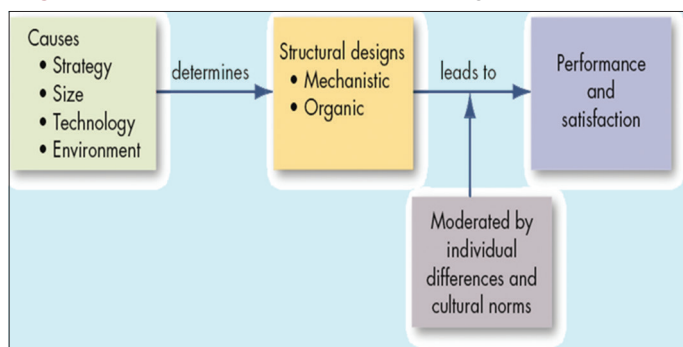 Causes
• Strategy
• Size
• Technology
• Environment
determines
Structural designs
• Mechanistic
• Organic
leads to
Performance
and
satisfaction
Moderated by
individual
differences and
cultural norms